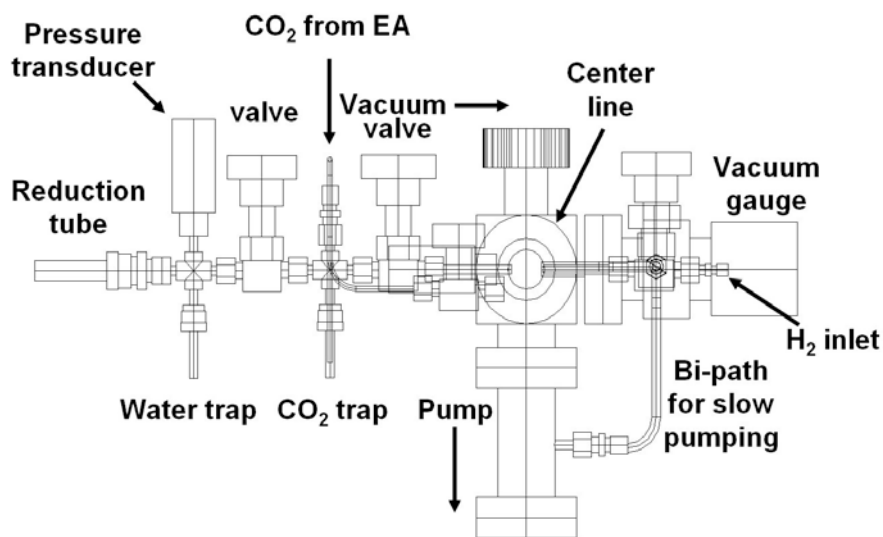 Pressure
transducer
CO₂ from EA
valve
Vacuum
valve
Center
line
Reduction
tube
Vacuum
gauge
H₂ inlet
Water trap
CO₂ trap
Pump
Bi-path
for slow
pumping